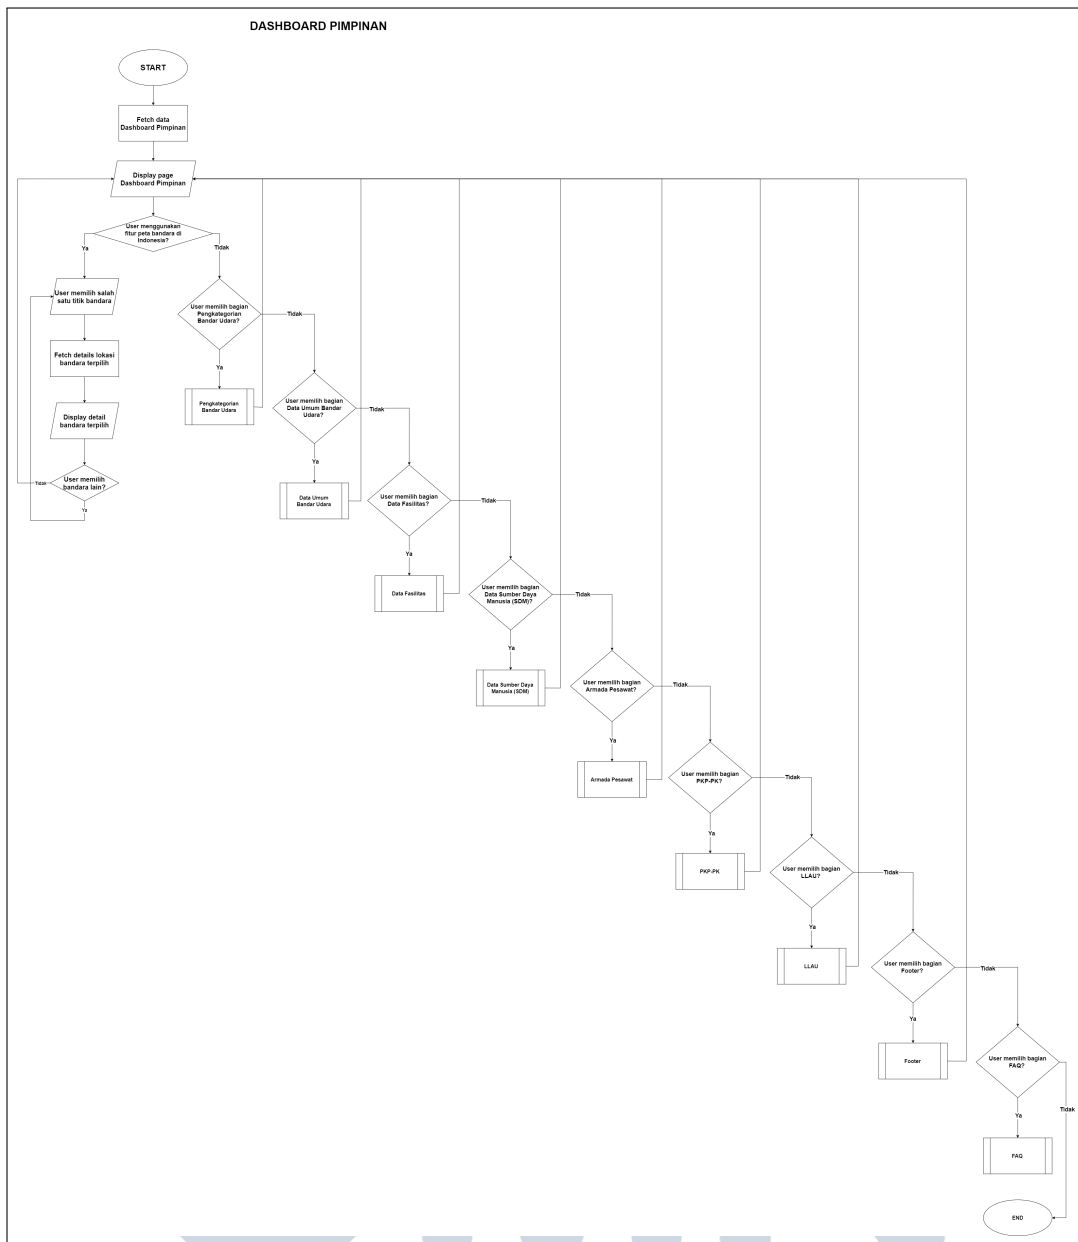 DASHBOARD PIMPINAN
START
Fetch data
Dashboard Pimpinan
Display page
Dashboard Pimpinan
User menggunakan
fitur peta bandara di
Indonesia?
Ya
Tidak
User memilih salah
satu titik bandara
Fetch details lokasi
bandara terpilih
Display detail
bandara terpilih
User memilih
bandara lain?
Tidak
Ya
User memilih bagian
Pengkategorian
Bandar Udara?
Tidak
Ya
Pengkategorian
Bandar Udara
User memilih bagian
Data Umum Bandar
Udara?
Tidak
Ya
Data Umum
Bandar Udara
User memilih bagian
Data Fasilitas?
Tidak
Ya
Data Fasilitas
User memilih bagian
Data Sumber Daya
Manusia (SDM)?
Tidak
Ya
Data Sumber Daya
Manusia (SDM)
User memilih bagian
Armada Pesawat?
Tidak
Ya
Armada Pesawat
User memilih bagian
PKP-PK?
Tidak
Ya
PKP-PK
User memilih bagian
LLAU?
Tidak
Ya
LLAU
User memilih bagian
Footer?
Tidak
Ya
Footer
User memilih bagian
FAQ?
Tidak
Ya
FAQ
END